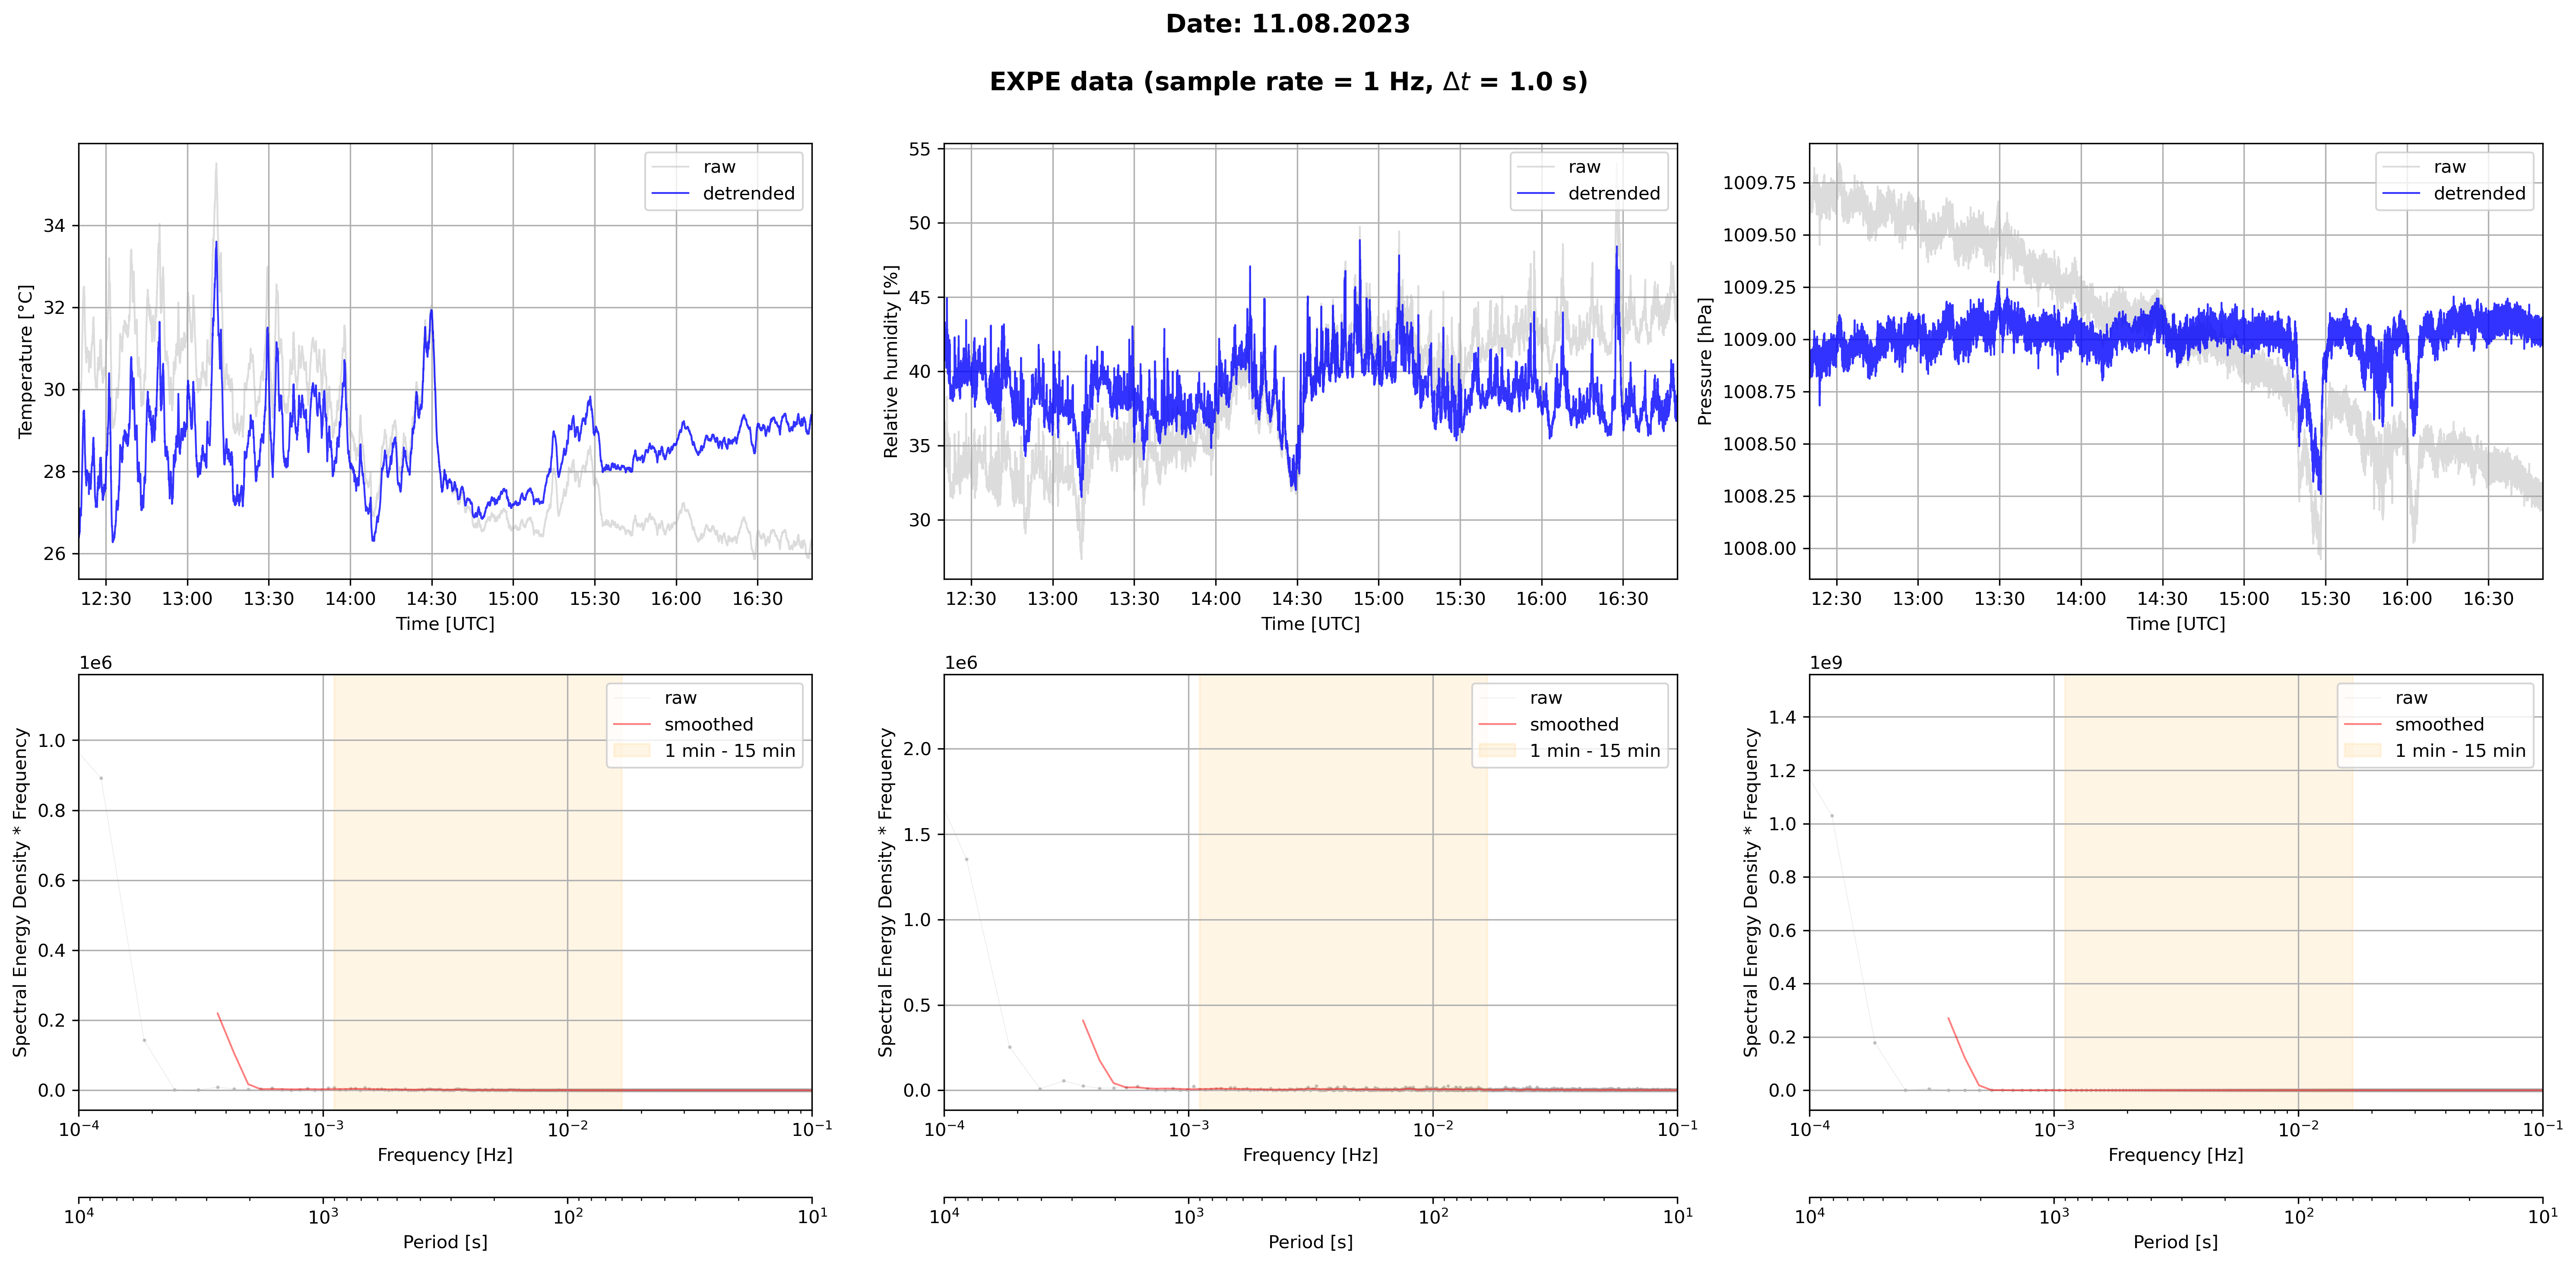 Date: 11.08.2023
EXPE data (sample rate = 1 Hz, Δt = 1.0 s)
Temperature [°C]
34
32
30
28
26
raw
detrended
12:30 13:00 13:30 14:00 14:30 15:00 15:30 16:00 16:30
Time [UTC]
Relative humidity [%]
55
50
45
40
35
30
raw
detrended
12:30 13:00 13:30 14:00 14:30 15:00 15:30 16:00 16:30
Time [UTC]
Pressure [hPa]
1009.75
1009.50
1009.25
1009.00
1008.75
1008.50
1008.25
1008.00
raw
detrended
12:30 13:00 13:30 14:00 14:30 15:00 15:30 16:00 16:30
Time [UTC]
1e6
Spectral Energy Density * Frequency
1.0
0.8
0.6
0.4
0.2
0.0
raw
smoothed
1 min - 15 min
10⁻⁴ 10⁻³ 10⁻² 10⁻¹
Frequency [Hz]
10⁴ 10³ 10² 10¹
Period [s]
1e6
Spectral Energy Density * Frequency
2.0
1.5
1.0
0.5
0.0
raw
smoothed
1 min - 15 min
10⁻⁴ 10⁻³ 10⁻² 10⁻¹
Frequency [Hz]
10⁴ 10³ 10² 10¹
Period [s]
1e9
Spectral Energy Density * Frequency
1.4
1.2
1.0
0.8
0.6
0.4
0.2
0.0
raw
smoothed
1 min - 15 min
10⁻⁴ 10⁻³ 10⁻² 10⁻¹
Frequency [Hz]
10⁴ 10³ 10² 10¹
Period [s]